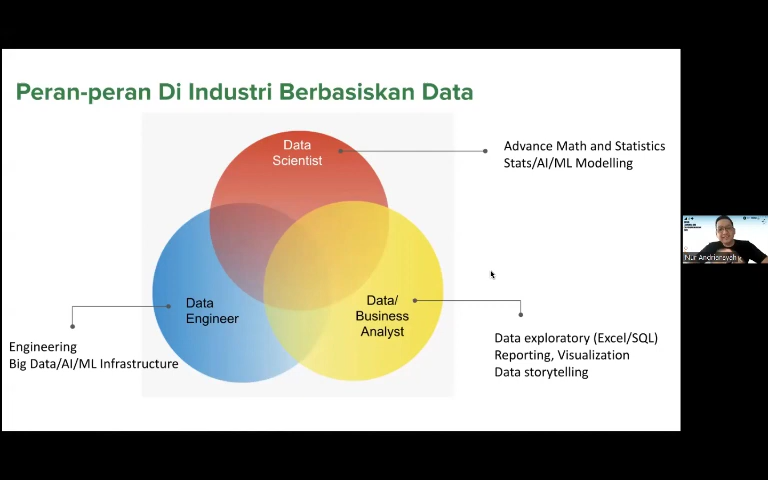 Peran-peran Di Industri Berbasiskan Data
Data
Scientist
Advance Math and Statistics
Stats/AI/ML Modelling
Data
Engineer
Data/
Business
Analyst
Engineering
Big Data/AI/ML Infrastructure
Data exploratory (Excel/SQL)
Reporting, Visualization
Data storytelling
Nur Andriansyah